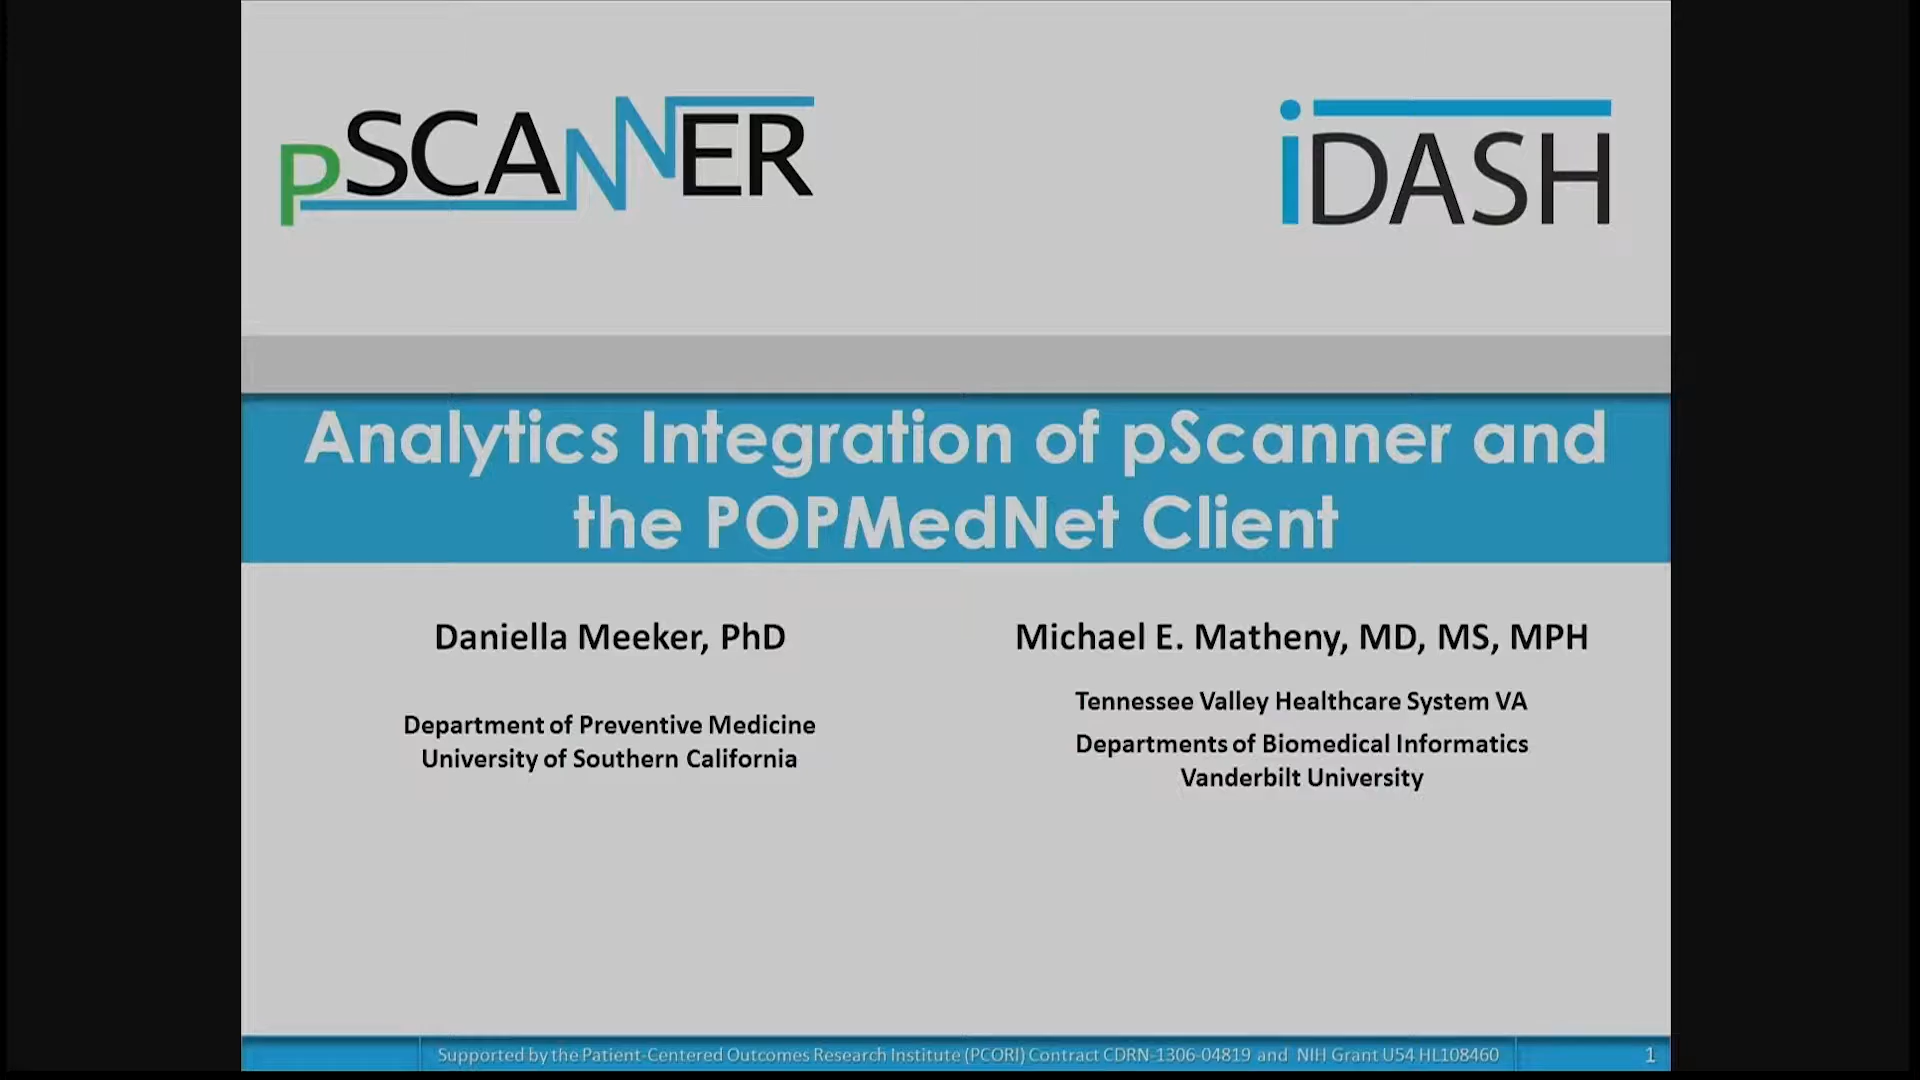 pSCANNER
iDASH
Analytics Integration of pScanner and
the POPMedNet Client
Daniella Meeker, PhD
Department of Preventive Medicine
University of Southern California
Michael E. Matheny, MD, MS, MPH
Tennessee Valley Healthcare System VA
Departments of Biomedical Informatics
Vanderbilt University
Supported by the Patient-Centered Outcomes Research Institute (PCORI) Contract CDRN-1306-04819 and NIH Grant U54 HL108460
1